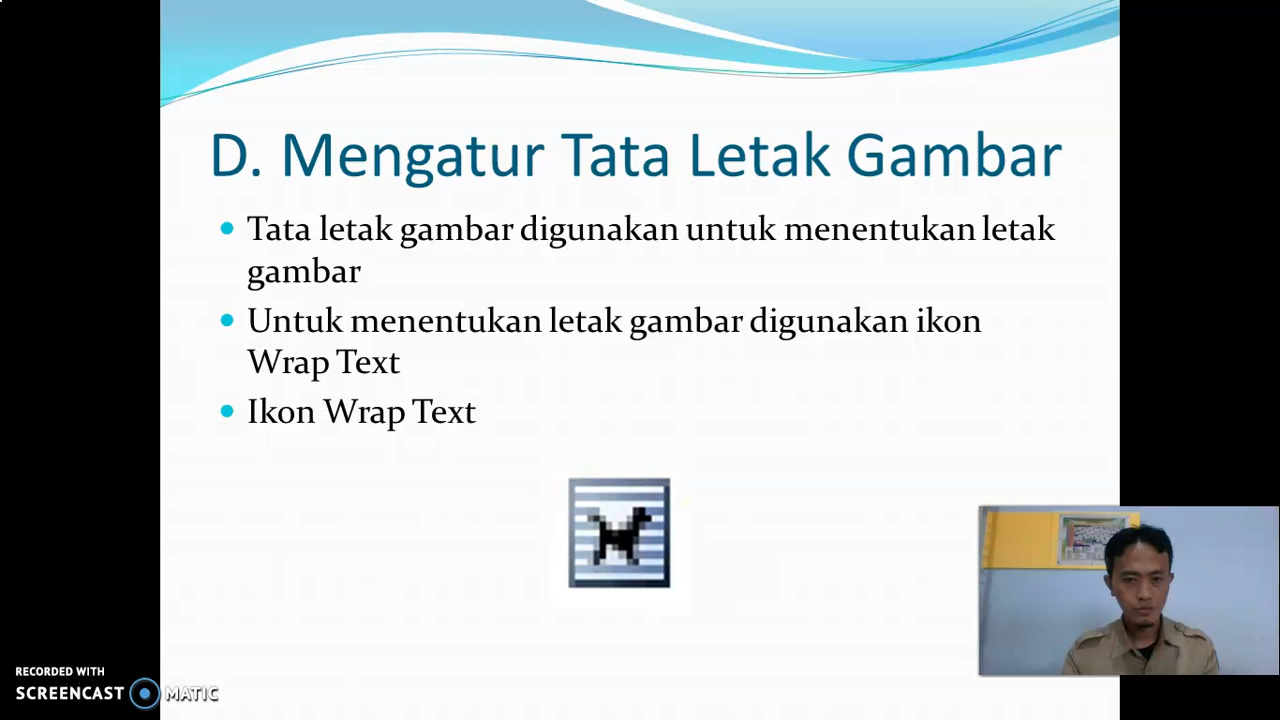 D. Mengatur Tata Letak Gambar
• Tata letak gambar digunakan untuk menentukan letak
gambar
• Untuk menentukan letak gambar digunakan ikon
Wrap Text
• Ikon Wrap Text
RECORDED WITH
SCREENCAST MATIC